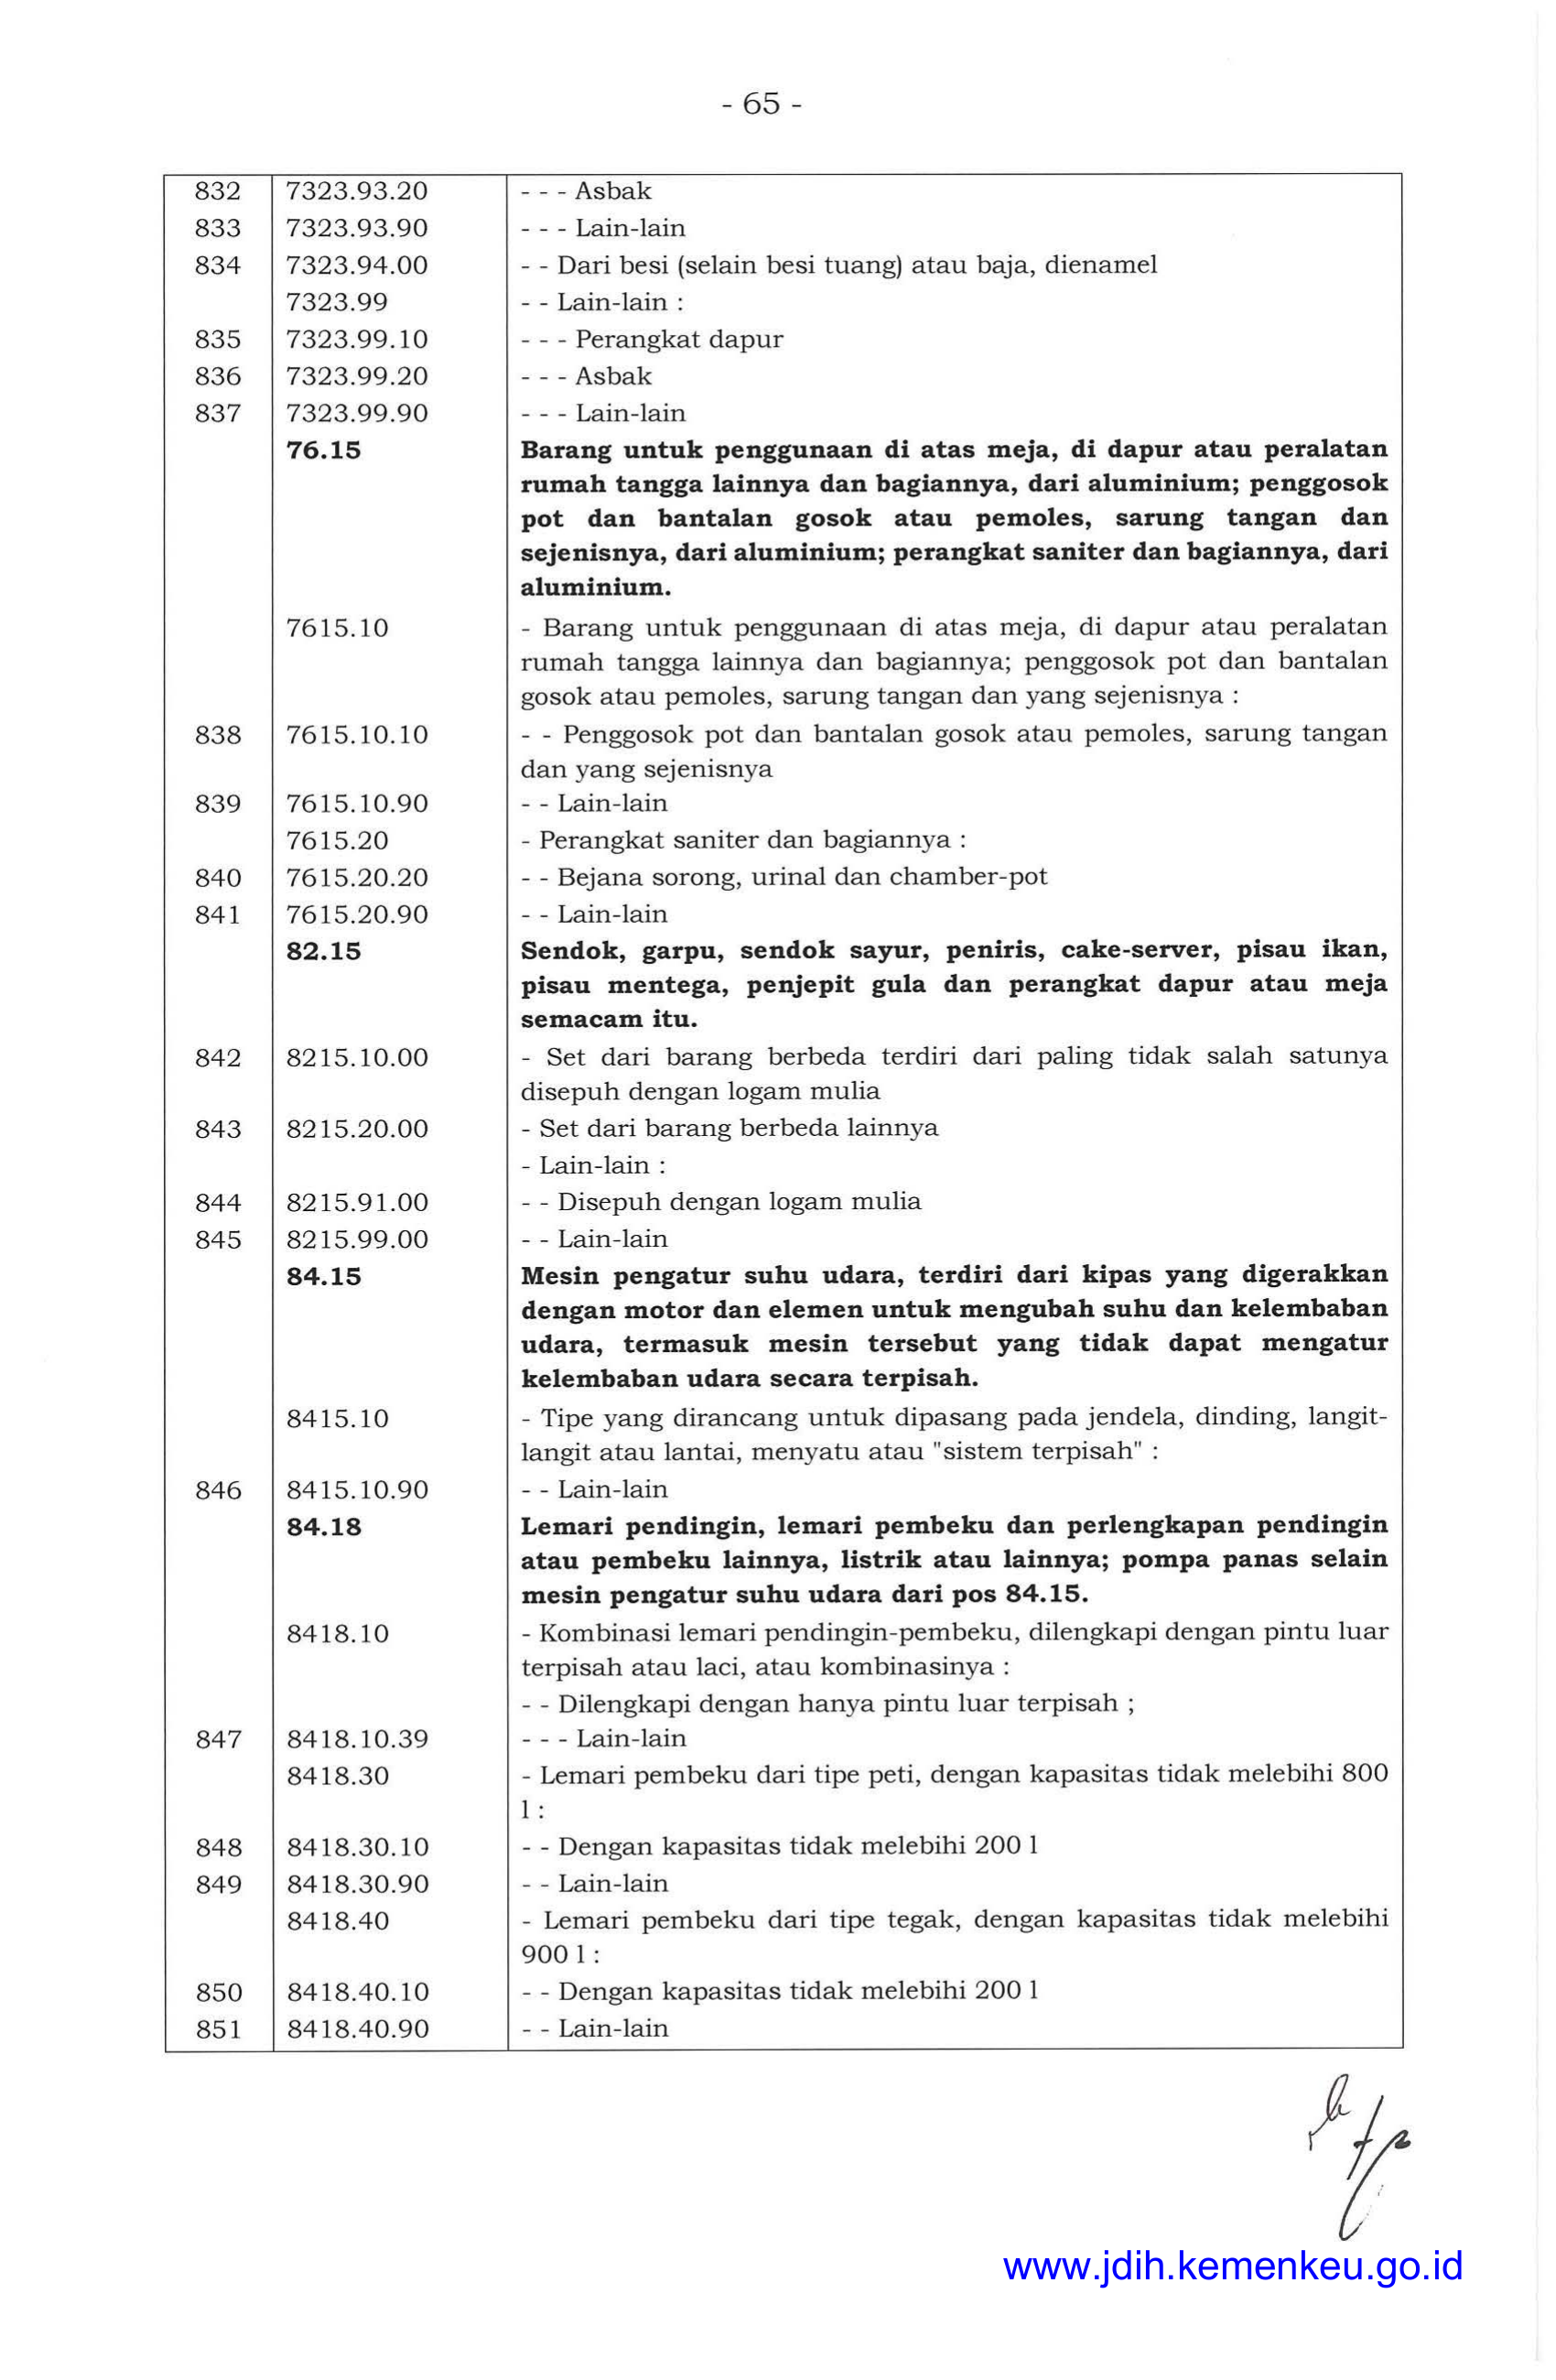 - 65 -
832 7323.93.20 - - - Asbak
833 7323.93.90 - - - Lain-lain
834 7323.94.00 - - Dari besi (selain besi tuang) atau baja, dienamel
7323.99 - - Lain-lain :
835 7323.99.10 - - - Perangkat dapur
836 7323.99.20 - - - Asbak
837 7323.99.90 - - - Lain-lain
76.15 Barang untuk penggunaan di atas meja, di dapur atau peralatan
rumah tangga lainnya dan bagiannya, dari aluminium; penggosok
pot dan bantalan gosok atau pemoles, sarung tangan dan
sejenisnya, dari aluminium; perangkat saniter dan bagiannya, dari
aluminium.
7615.10 - Barang untuk penggunaan di atas meja, di dapur atau peralatan
rumah tangga lainnya dan bagiannya; penggosok pot dan bantalan
gosok atau pemoles, sarung tangan dan yang sejenisnya :
838 7615.10.10 - - Penggosok pot dan bantalan gosok atau pemoles, sarung tangan
dan yang sejenisnya
839 7615.10.90 - - Lain-lain
7615.20 - Perangkat saniter dan bagiannya :
840 7615.20.20 - - Bejana sorong, urinal dan chamber-pot
841 7615.20.90 - - Lain-lain
82.15 Sendok, garpu, sendok sayur, peniris, cake-server, pisau ikan,
pisau mentega, penjepit gula dan perangkat dapur atau meja
semacam itu.
842 8215.10.00 - Set dari barang berbeda terdiri dari paling tidak salah satunya
disepuh dengan logam mulia
843 8215.20.00 - Set dari barang berbeda lainnya
- Lain-lain :
844 8215.91.00 - - Disepuh dengan logam mulia
845 8215.99.00 - - Lain-lain
84.15 Mesin pengatur suhu udara, terdiri dari kipas yang digerakkan
dengan motor dan elemen untuk mengubah suhu dan kelembaban
udara, termasuk mesin tersebut yang tidak dapat mengatur
kelembaban udara secara terpisah.
8415.10 - Tipe yang dirancang untuk dipasang pada jendela, dinding, langit-
langit atau lantai, menyatu atau "sistem terpisah" :
846 8415.10.90 - - Lain-lain
84.18 Lemari pendingin, lemari pembeku dan perlengkapan pendingin
atau pembeku lainnya, listrik atau lainnya; pompa panas selain
mesin pengatur suhu udara dari pos 84.15.
8418.10 - Kombinasi lemari pendingin-pembeku, dilengkapi dengan pintu luar
terpisah atau laci, atau kombinasinya :
- - Dilengkapi dengan hanya pintu luar terpisah ;
847 8418.10.39 - - - Lain-lain
8418.30 - Lemari pembeku dari tipe peti, dengan kapasitas tidak melebihi 800
l :
848 8418.30.10 - - Dengan kapasitas tidak melebihi 200 l
849 8418.30.90 - - Lain-lain
8418.40 - Lemari pembeku dari tipe tegak, dengan kapasitas tidak melebihi
900 l :
850 8418.40.10 - - Dengan kapasitas tidak melebihi 200 l
851 8418.40.90 - - Lain-lain
www.jdih.kemenkeu.go.id